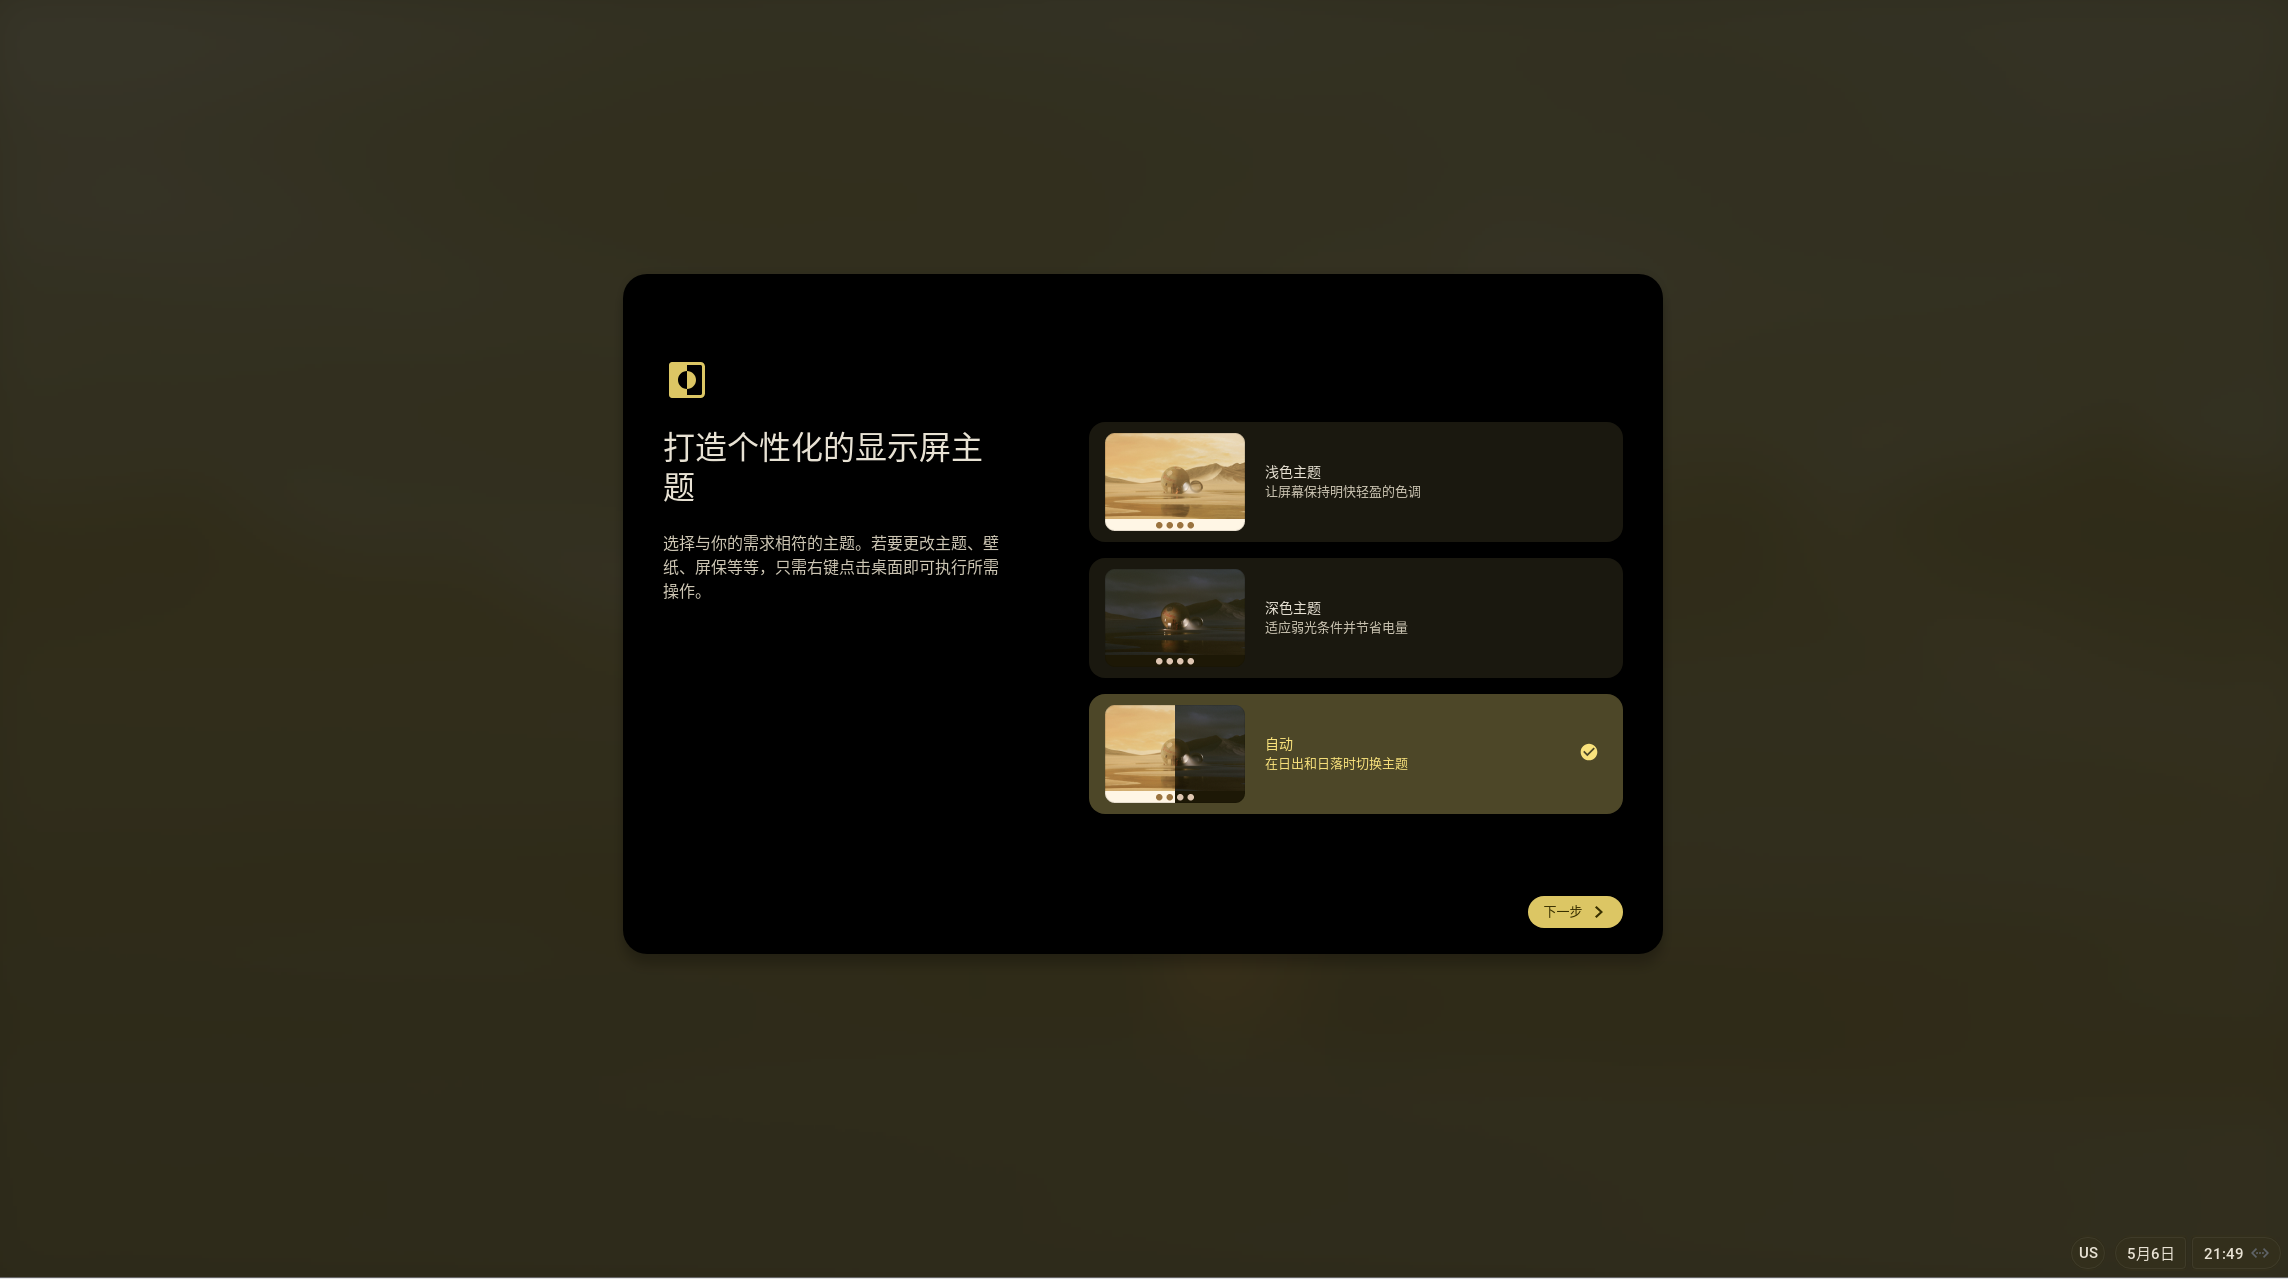 打造个性化的显示屏主
题
选择与你的需求相符的主题。若要更改主题、壁
纸、屏保等等，只需右键点击桌面即可执行所需
操作。
浅色主题
让屏幕保持明快轻盈的色调
深色主题
适应弱光条件并节省电量
自动
在日出和日落时切换主题
下一步
US 5月6日 21:49